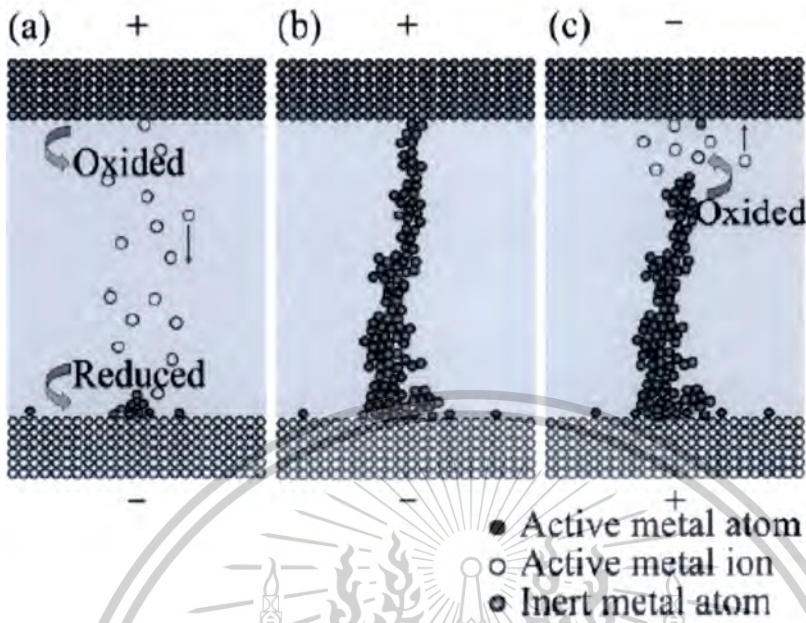 (a) + (b) + (c) −
Oxided
Oxided
Reduced
− − +
Active metal atom
Active metal ion
Inert metal atom